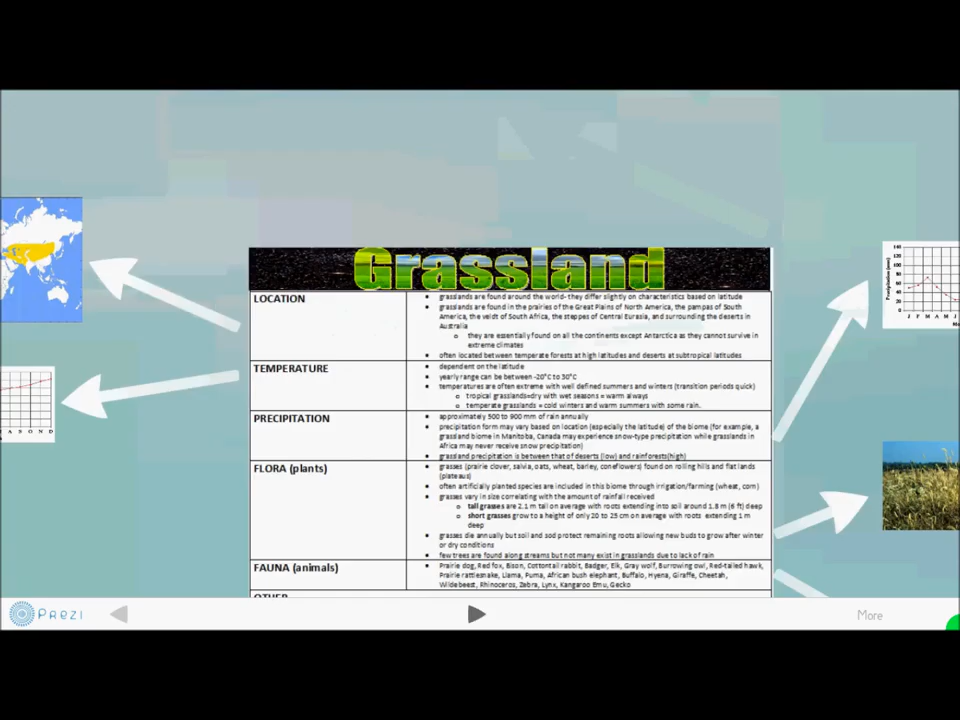 Grassland
LOCATION
grasslands are found around the world- they differ slightly on characteristics based on latitude
grasslands are found in the prairies of the Great Plains of North America, the pampas of South
America, the veldt of South Africa, the steppes of Central Eurasia, and surrounding the deserts in
Australia
they are essentially found on all the continents except Antarctica as they cannot survive in
extreme climates
often located between temperate forests at high latitudes and deserts at subtropical latitudes
TEMPERATURE
dependent on the latitude
yearly range can be between -20°C to 30°C
temperatures are often extreme with well defined summers and winters (transition periods quick)
tropical grasslands=dry with wet seasons = warm always
temperate grasslands = cold winters and warm summers with some rain.
PRECIPITATION
approximately 500 to 900 mm of rain annually
precipitation form may vary based on location (especially the latitude) of the biome (for example, a
grassland biome in Manitoba, Canada may experience snow-type precipitation while grasslands in
Africa may never receive snow precipitation)
grassland precipitation is between that of deserts (low) and rainforests(high)
FLORA (plants)
grasses (prairie clover, salvia, oats, wheat, barley, coneflowers) found on rolling hills and flat lands
(plateaus)
often artificially planted species are included in this biome through irrigation/farming (wheat, corn)
grasses vary in size correlating with the amount of rainfall received
tall grasses are 2.1 m tall on average with roots extending into soil around 1.8 m (6 ft) deep
short grasses grow to a height of only 20 to 25 cm on average with roots extending 1 m
deep
grasses die annually but soil and sod protect remaining roots allowing new buds to grow after winter
or dry conditions
few trees are found along streams but not many exist in grasslands due to lack of rain
FAUNA (animals)
Prairie dog, Red fox, Bison, Cottontail rabbit, Badger, Elk, Gray wolf, Burrowing owl, Red-tailed hawk,
Prairie rattlesnake, Llama, Puma, African bush elephant, Buffalo, Hyena, Giraffe, Cheetah,
Wildebeest, Rhinoceros, Zebra, Lynx, Kangaroo Emu, Gecko
OTHER
Precipitation (mm)
140
120
100
80
60
40
20
0
J F M A M J J
A S O N D
Prezi
More